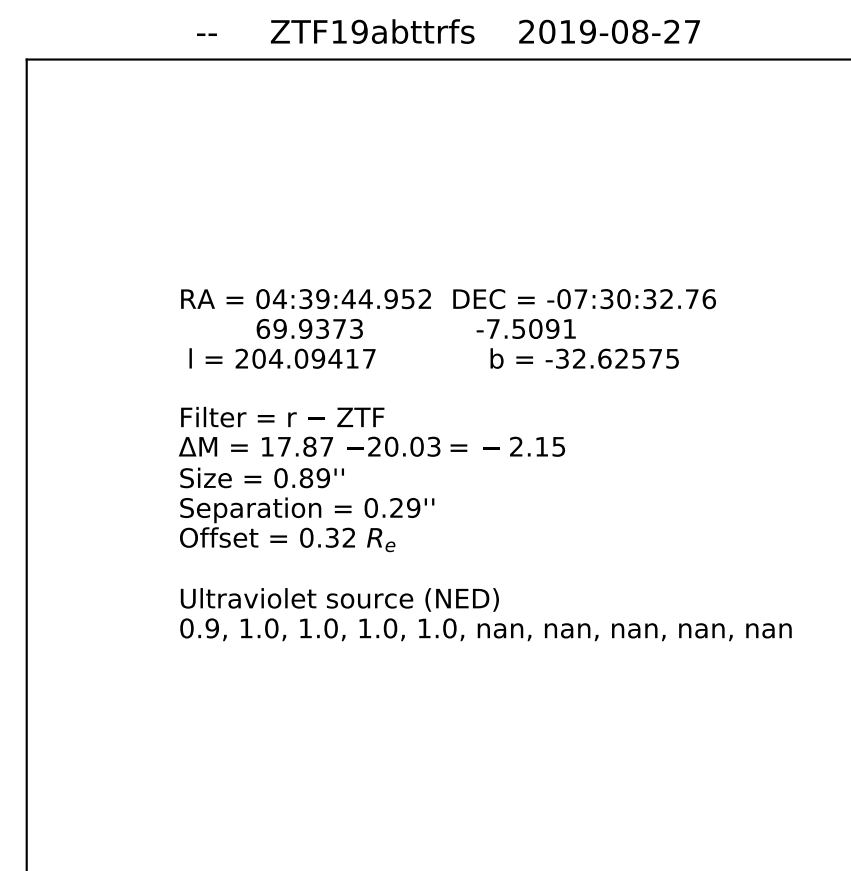 -- ZTF19abttrfs 2019-08-27
RA = 04:39:44.952 DEC = -07:30:32.76
69.9373 -7.5091
l = 204.09417 b = -32.62575
Filter = r − ZTF
ΔM = 17.87 −20.03 = − 2.15
Size = 0.89''
Separation = 0.29''
Offset = 0.32 Re
Ultraviolet source (NED)
0.9, 1.0, 1.0, 1.0, 1.0, nan, nan, nan, nan, nan